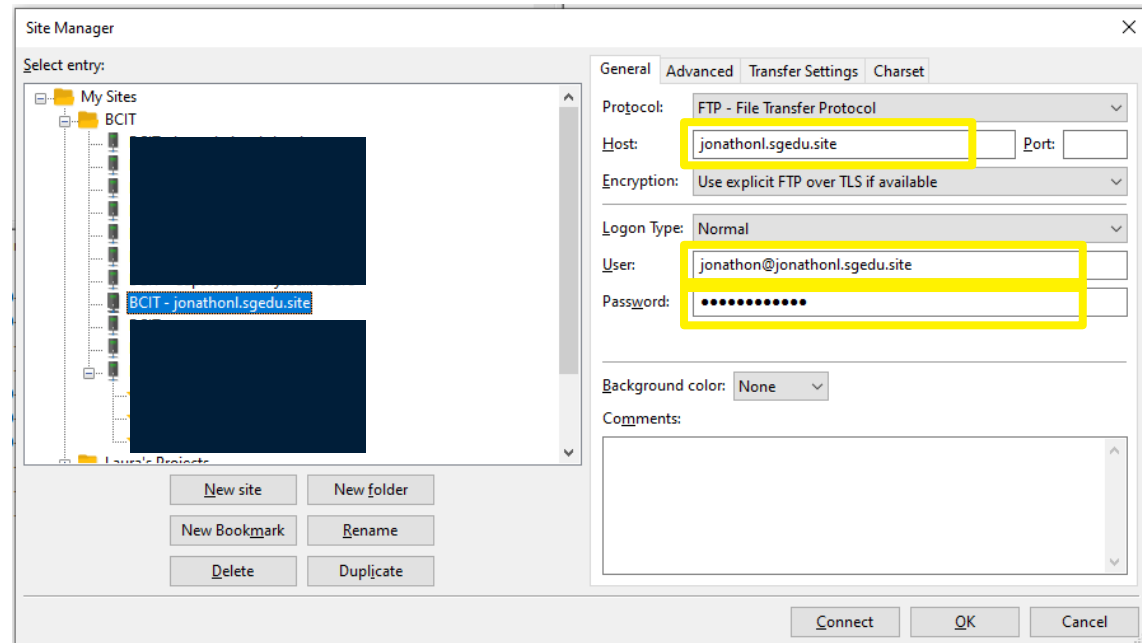 Site Manager
Select entry:
My Sites
BCIT
BCIT - jonathonl.sgedu.site
Laura's Projects
New site
New folder
New Bookmark
Rename
Delete
Duplicate
General
Advanced
Transfer Settings
Charset
Protocol:
FTP - File Transfer Protocol
Host:
jonathonl.sgedu.site
Port:
Encryption:
Use explicit FTP over TLS if available
Logon Type:
Normal
User:
jonathon@jonathonl.sgedu.site
Password:
●●●●●●●●●●●●
Background color:
None
Comments:
Connect
OK
Cancel